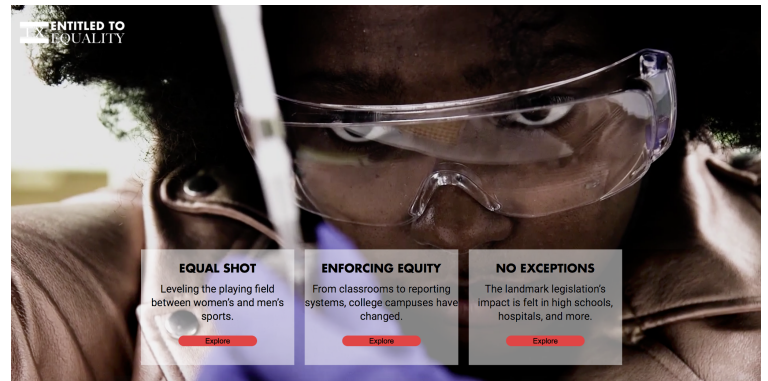 IX ENTITLED TO
EQUALITY
EQUAL SHOT
Leveling the playing field
between women's and men's
sports.
Explore
ENFORCING EQUITY
From classrooms to reporting
systems, college campuses have
changed.
Explore
NO EXCEPTIONS
The landmark legislation's
impact is felt in high schools,
hospitals, and more.
Explore